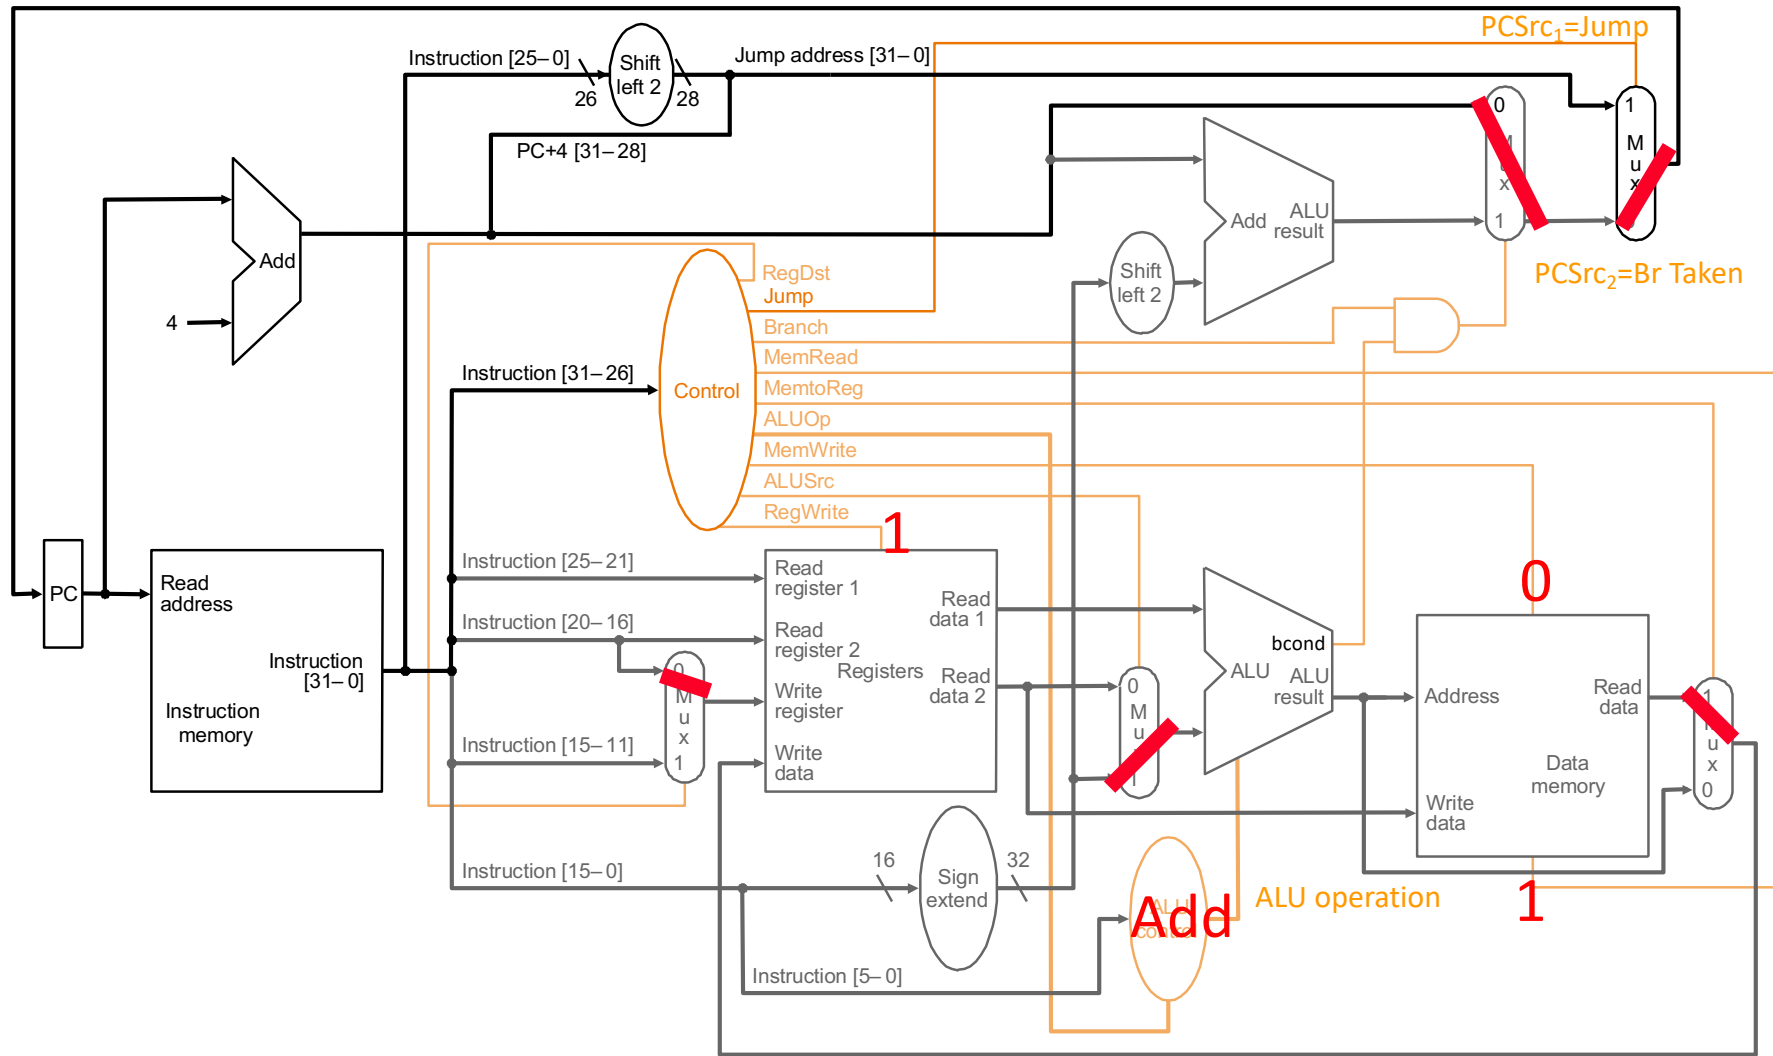 PCSrc1=Jump
Instruction [25–0]
Shift
left 2
Jump address [31–0]
26
28
PC+4 [31–28]
0
M
u
x
1
1
M
u
x
Add
4
Add
ALU
result
Shift
left 2
PCSrc2=Br Taken
RegDst
Jump
Branch
MemRead
MemtoReg
ALUOp
MemWrite
ALUSrc
RegWrite
Control
Instruction [31–26]
1
0
PC
Read
address
Instruction
[31–0]
Instruction
memory
Instruction [25–21]
Instruction [20–16]
Instruction [15–11]
Instruction [15–0]
Instruction [5–0]
0
M
u
x
1
Read
register 1
Read
register 2
Write
register
Write
data
Registers
Read
data 1
Read
data 2
0
M
u
bcond
ALU
ALU
result
Address
Write
data
Read
data
Data
memory
1
u
x
0
16
Sign
extend
32
ALU
control
Add
ALU operation
1